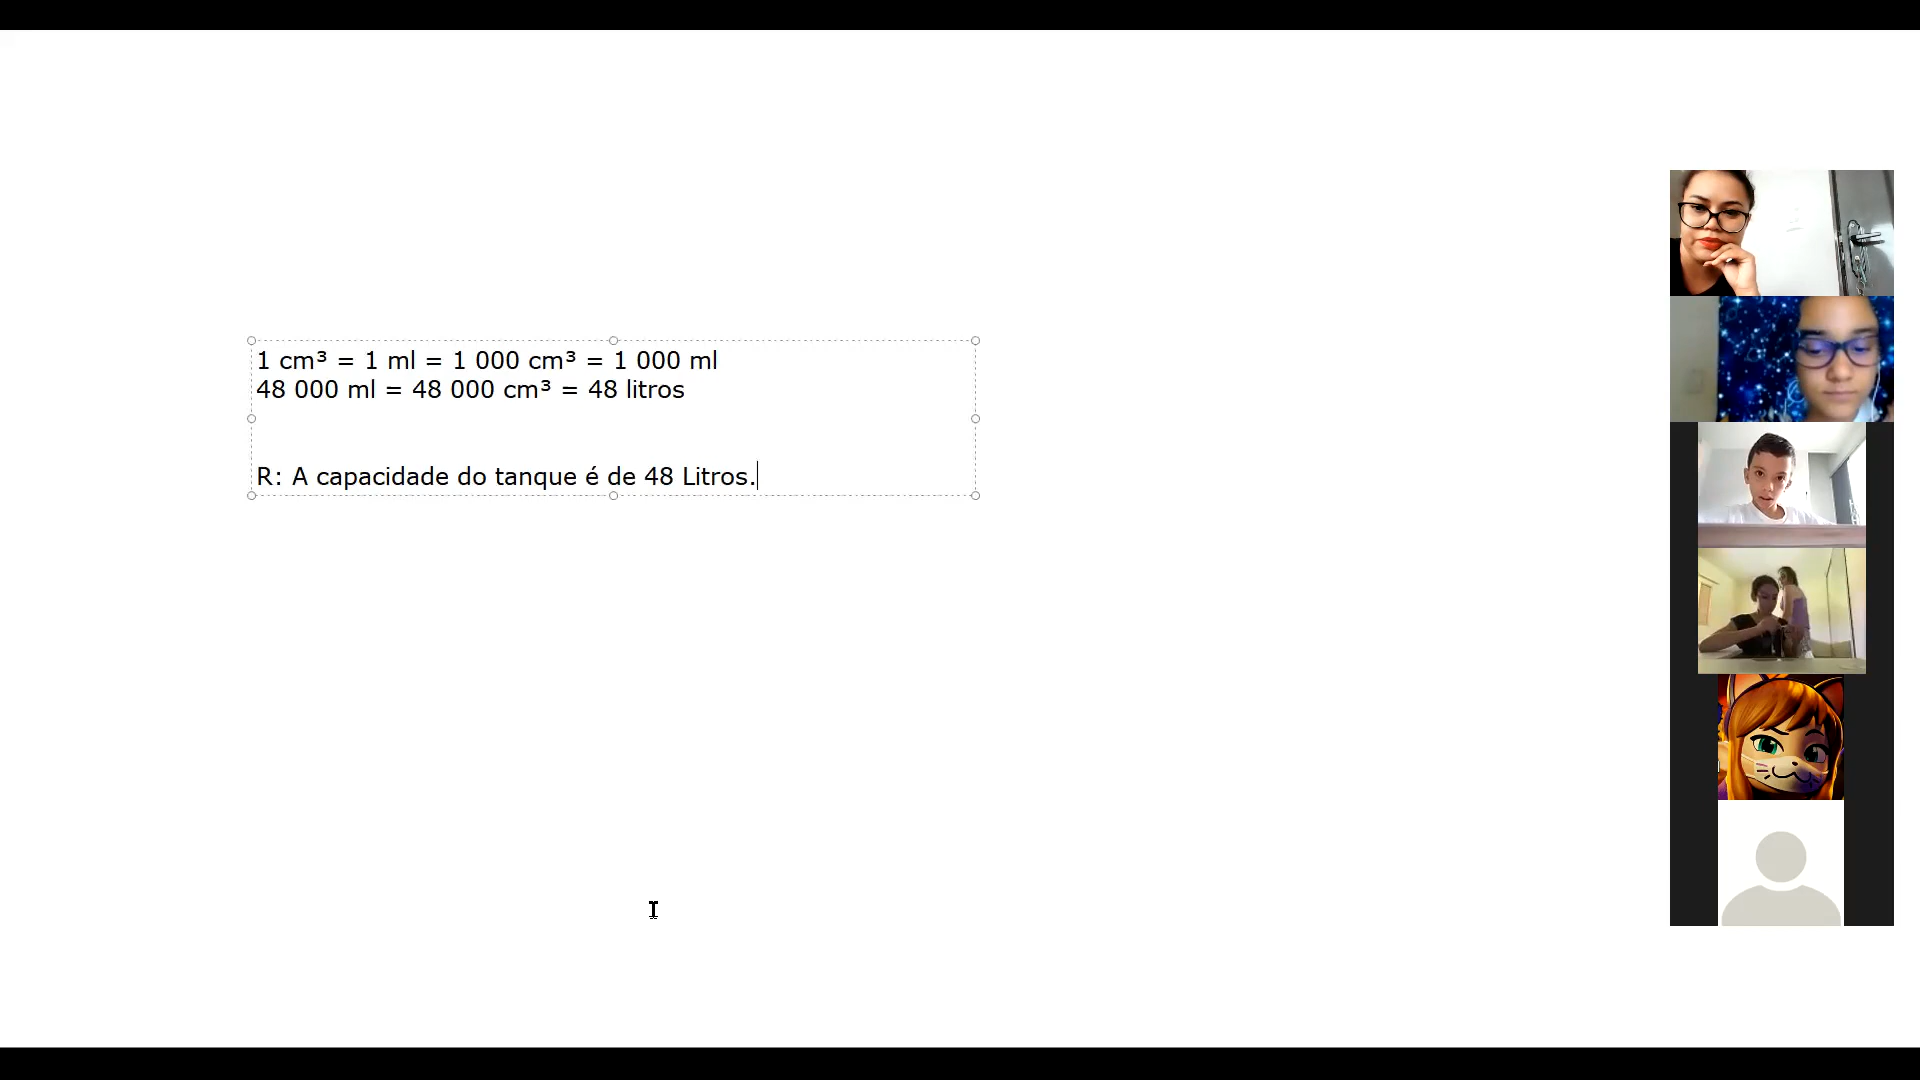 1 cm³ = 1 ml = 1 000 cm³ = 1 000 ml
48 000 ml = 48 000 cm³ = 48 litros
R: A capacidade do tanque é de 48 Litros.